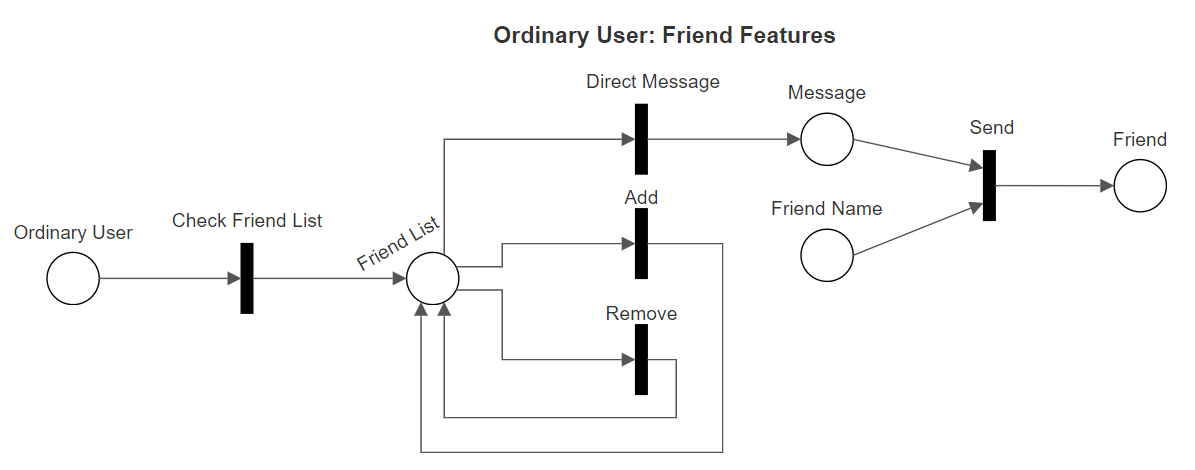 Ordinary User: Friend Features
Direct Message
Message
Send
Friend
Add
Friend Name
Check Friend List
Ordinary User
Friend List
Remove